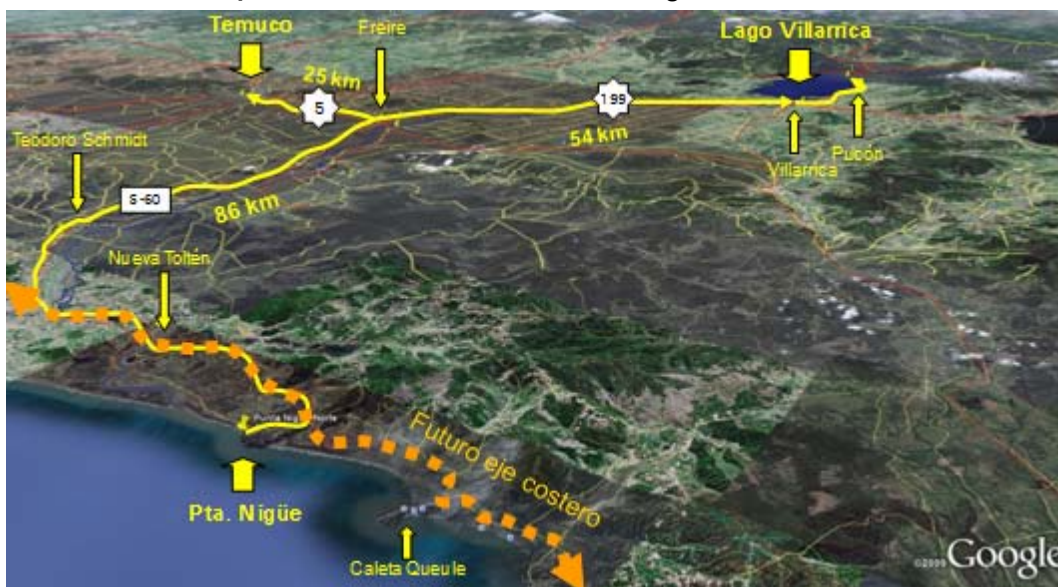 Temuco
Freire
Lago Villarrica
25 km
5
199
54 km
Teodoro Schmidt
Villarrica
Pucón
S-60
86 km
Nueva Toltén
Futuro eje costero
Pta. Nigüe
Caleta Queule
Google